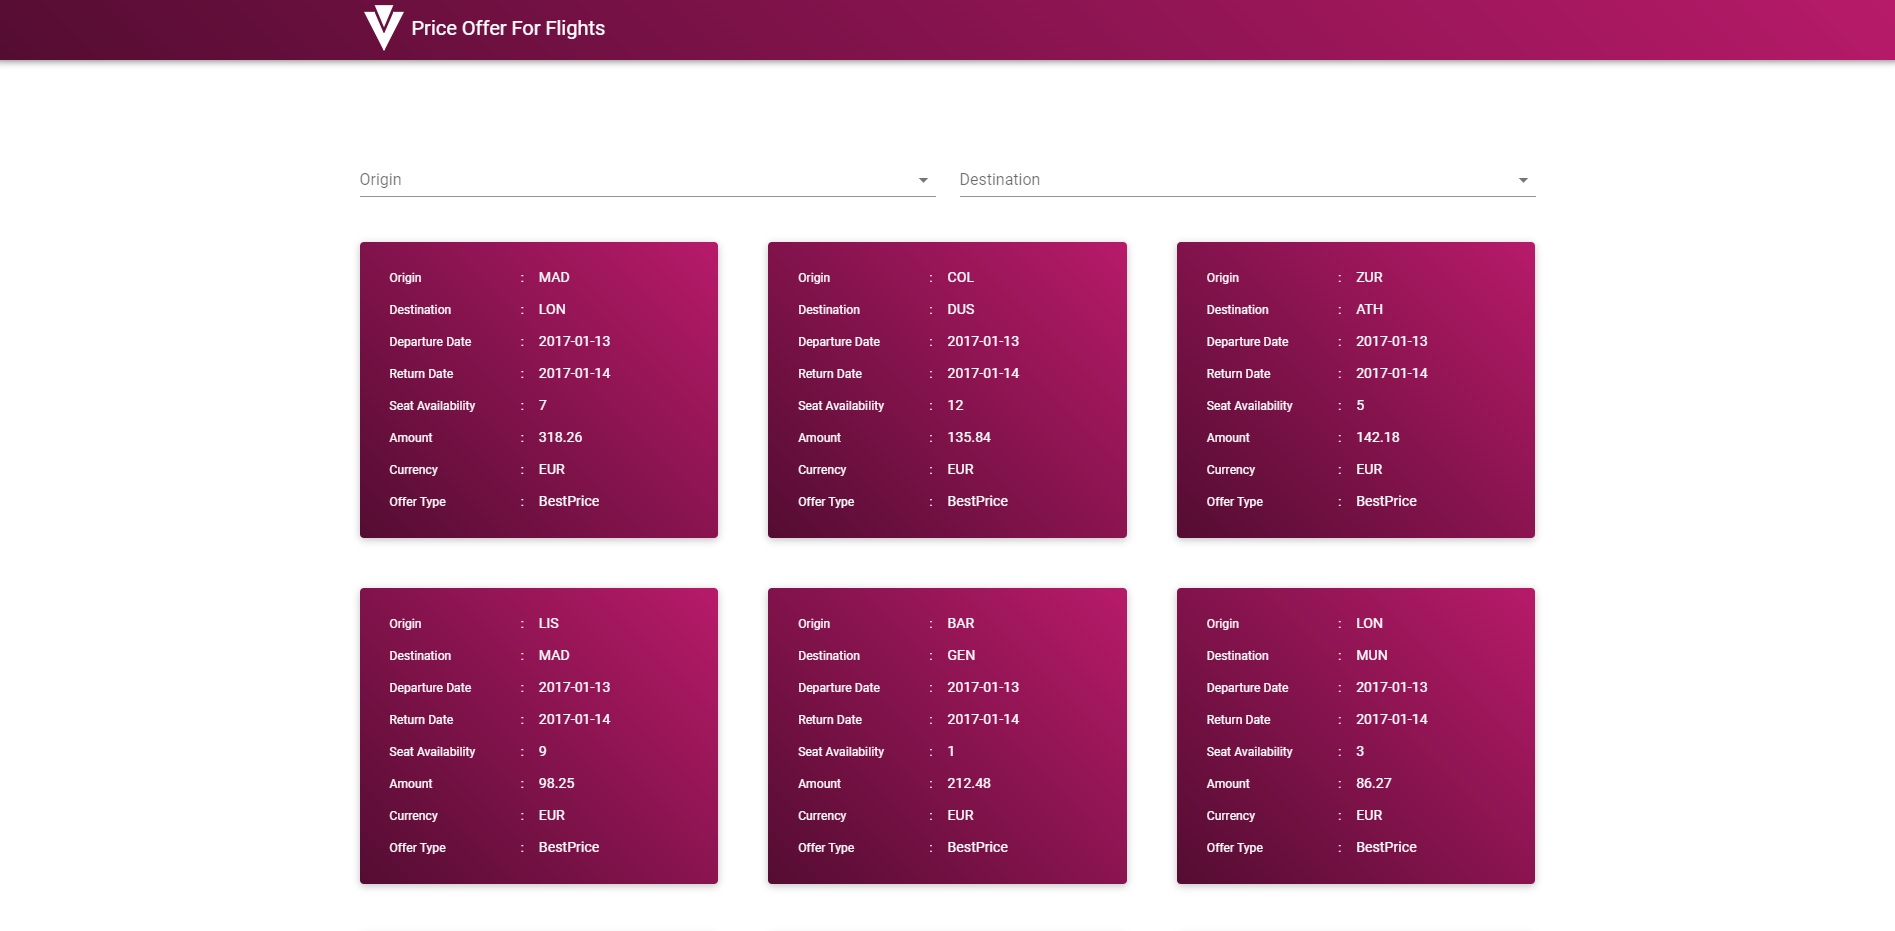 Price Offer For Flights
Origin
Destination
Origin : MAD
Destination : LON
Departure Date : 2017-01-13
Return Date : 2017-01-14
Seat Availability : 7
Amount : 318.26
Currency : EUR
Offer Type : BestPrice
Origin : COL
Destination : DUS
Departure Date : 2017-01-13
Return Date : 2017-01-14
Seat Availability : 12
Amount : 135.84
Currency : EUR
Offer Type : BestPrice
Origin : ZUR
Destination : ATH
Departure Date : 2017-01-13
Return Date : 2017-01-14
Seat Availability : 5
Amount : 142.18
Currency : EUR
Offer Type : BestPrice
Origin : LIS
Destination : MAD
Departure Date : 2017-01-13
Return Date : 2017-01-14
Seat Availability : 9
Amount : 98.25
Currency : EUR
Offer Type : BestPrice
Origin : BAR
Destination : GEN
Departure Date : 2017-01-13
Return Date : 2017-01-14
Seat Availability : 1
Amount : 212.48
Currency : EUR
Offer Type : BestPrice
Origin : LON
Destination : MUN
Departure Date : 2017-01-13
Return Date : 2017-01-14
Seat Availability : 3
Amount : 86.27
Currency : EUR
Offer Type : BestPrice